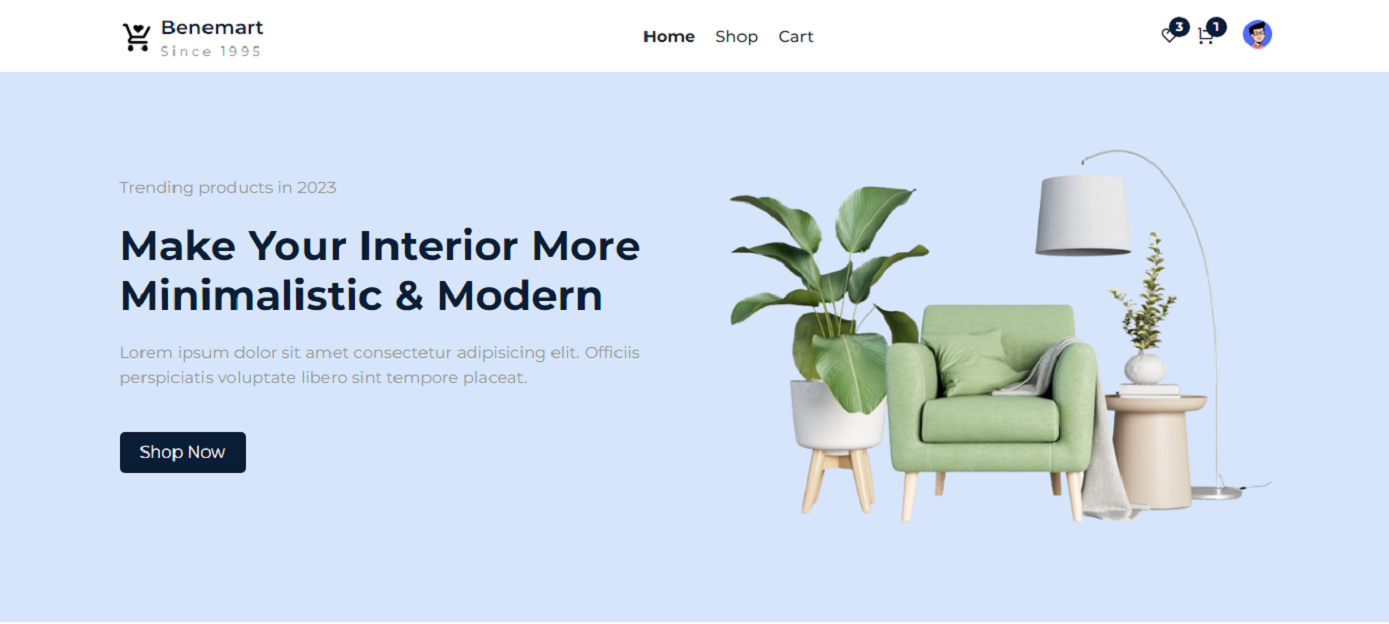 Benemart
Since 1995
Home Shop Cart
3 1
Trending products in 2023
Make Your Interior More
Minimalistic & Modern
Lorem ipsum dolor sit amet consectetur adipisicing elit. Officiis
perspiciatis voluptate libero sint tempore placeat.
Shop Now